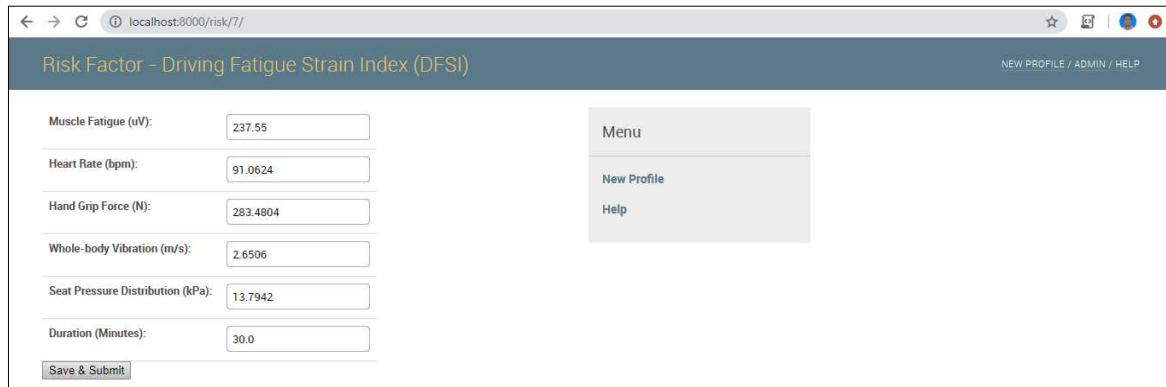 localhost:8000/risk/7/
Risk Factor - Driving Fatigue Strain Index (DFSI)
NEW PROFILE / ADMIN / HELP
Muscle Fatigue (uV):
237.55
Heart Rate (bpm):
91.0624
Hand Grip Force (N):
283.4804
Whole-body Vibration (m/s):
2.6506
Seat Pressure Distribution (kPa):
13.7942
Duration (Minutes):
30.0
Save & Submit
Menu
New Profile
Help